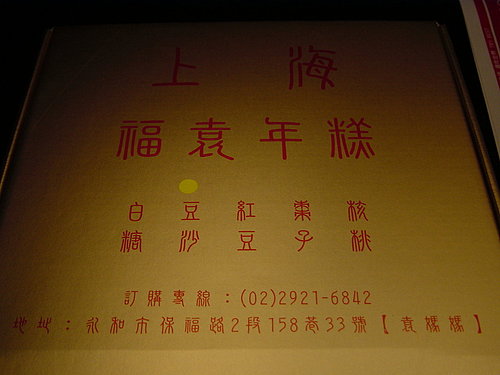 上海
福袁年糕
白豆紅棗核
糖沙豆子桃
訂購專線：(02)2921-6842
地址：永和市保福路2段158巷33號【袁媽媽】